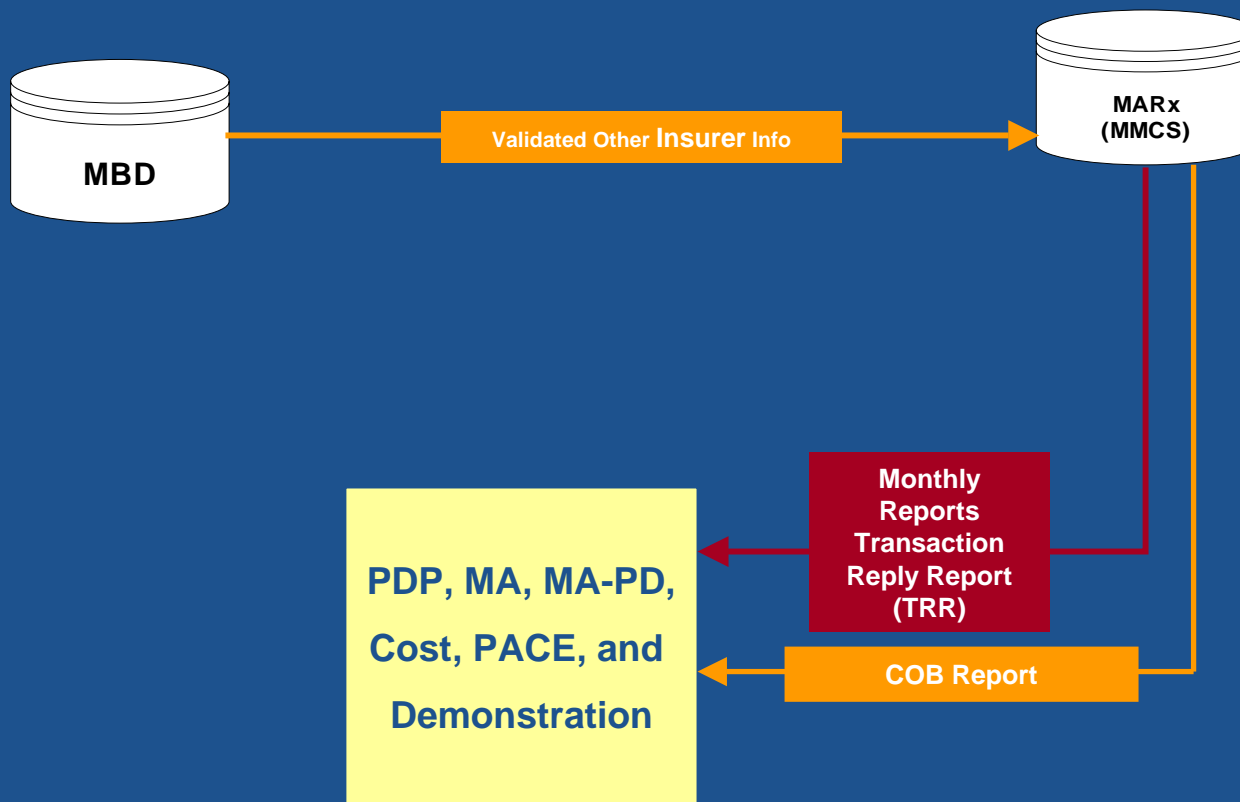 MARx
(MMCS)
Validated Other Insurer Info
MBD
Monthly
Reports
Transaction
Reply Report
(TRR)
PDP, MA, MA-PD,
Cost, PACE, and
Demonstration
COB Report